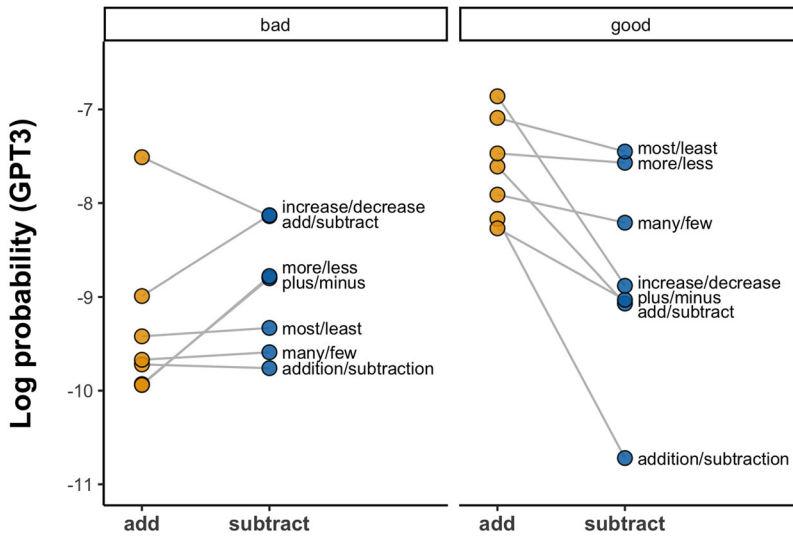 bad
good
Log probability (GPT3)
-7
-8
-9
-10
-11
increase/decrease
add/subtract
more/less
plus/minus
most/least
many/few
addition/subtraction
most/least
more/less
many/few
increase/decrease
plus/minus
add/subtract
addition/subtraction
add
subtract
add
subtract